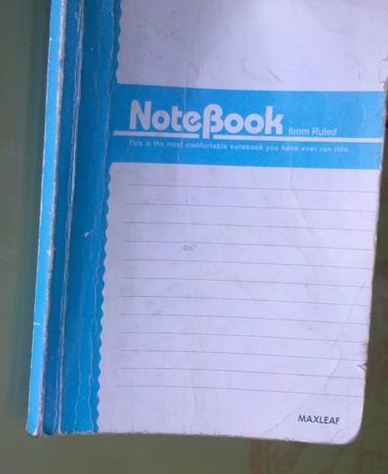 NoteBook 8mm Ruled
This is the most comfortable notebook you have ever run into.
MAXLEAF